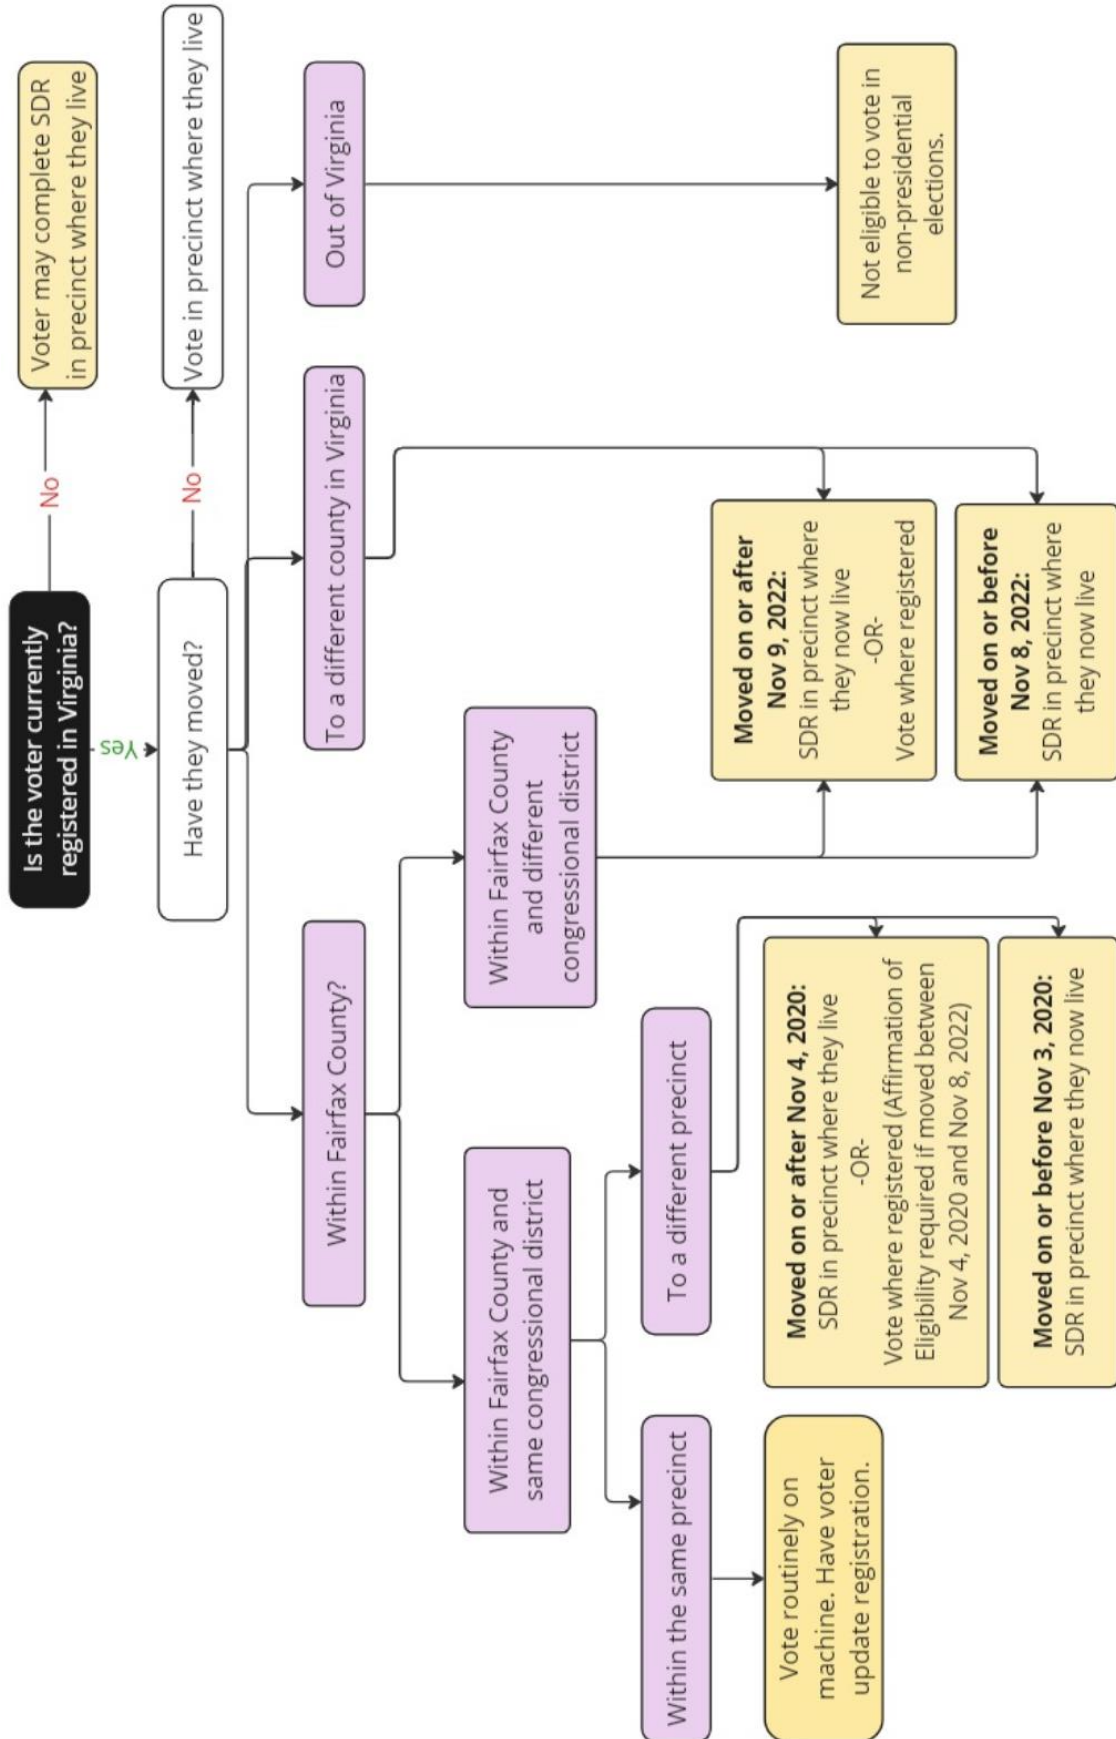 Is the voter currently
registered in Virginia?
No
Voter may complete SDR
in precinct where they live
Yes
Have they moved?
No
Vote in precinct where they live
Within Fairfax County?
To a different county in Virginia
Out of Virginia
Within Fairfax County and
same congressional district
Within Fairfax County
and different
congressional district
Within the same precinct
To a different precinct
Vote routinely on
machine. Have voter
update registration.
Moved on or after Nov 4, 2020:
SDR in precinct where they live
-OR-
Vote where registered (Affirmation of
Eligibility required if moved between
Nov 4, 2020 and Nov 8, 2022)
Moved on or before Nov 3, 2020:
SDR in precinct where they now live
Moved on or after
Nov 9, 2022:
SDR in precinct where
they now live
-OR-
Vote where registered
Moved on or before
Nov 8, 2022:
SDR in precinct where
they now live
Not eligible to vote in
non-presidential
elections.